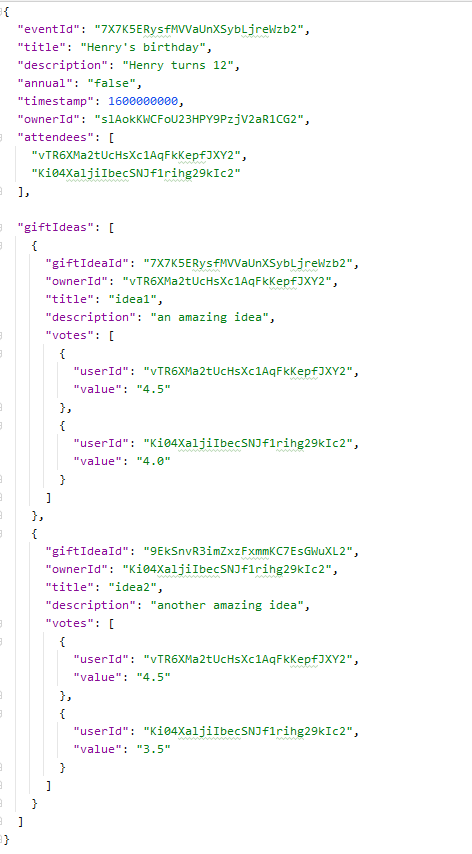 {
"eventId": "7X7K5ERysfMVVaUnXSybLjreWzb2",
"title": "Henry's birthday",
"description": "Henry turns 12",
"annual": "false",
"timestamp": 1600000000,
"ownerId": "slAokKWCFoU23HPY9PzjV2aR1CG2",
"attendees": [
"vTR6XMa2tUcHsXc1AqFkKepfJXY2",
"Ki04XaljiIbecSNJf1rihg29kIc2"
],
"giftIdeas": [
{
"giftIdeaId": "7X7K5ERysfMVVaUnXSybLjreWzb2",
"ownerId": "vTR6XMa2tUcHsXc1AqFkKepfJXY2",
"title": "idea1",
"description": "an amazing idea",
"votes": [
{
"userId": "vTR6XMa2tUcHsXc1AqFkKepfJXY2",
"value": "4.5"
},
{
"userId": "Ki04XaljiIbecSNJf1rihg29kIc2",
"value": "4.0"
}
]
},
{
"giftIdeaId": "9EkSnvR3imZxzFxmmKC7EsGWuXL2",
"ownerId": "Ki04XaljiIbecSNJf1rihg29kIc2",
"title": "idea2",
"description": "another amazing idea",
"votes": [
{
"userId": "vTR6XMa2tUcHsXc1AqFkKepfJXY2",
"value": "4.5"
},
{
"userId": "Ki04XaljiIbecSNJf1rihg29kIc2",
"value": "3.5"
}
]
}
]
}